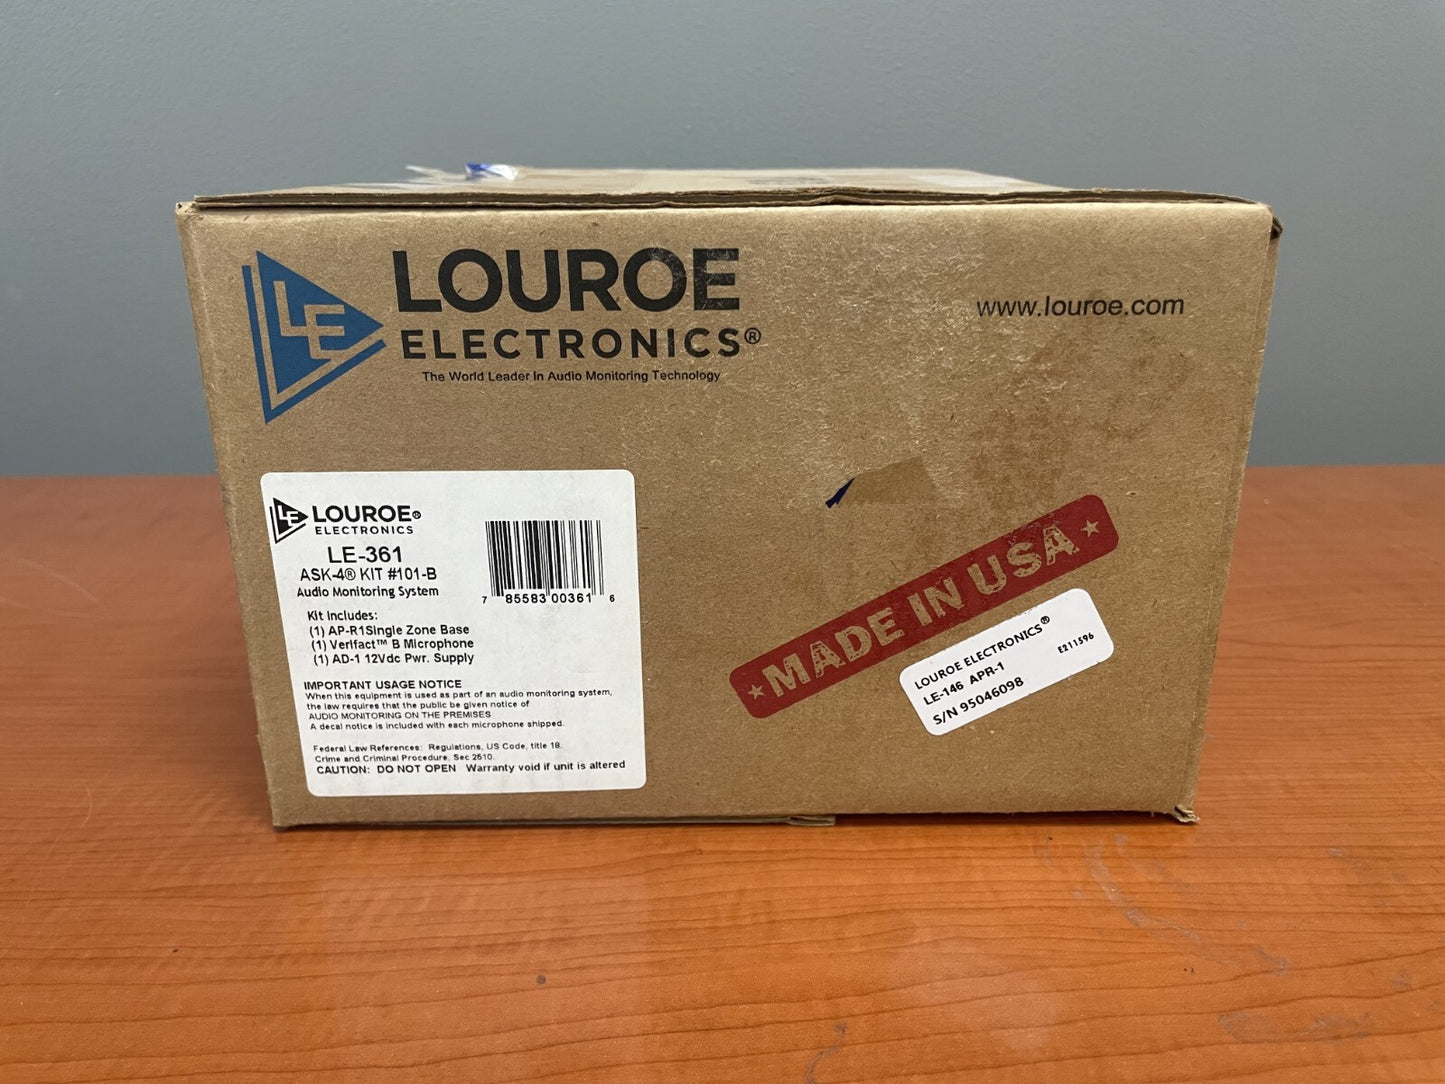 LE
LOUROE
ELECTRONICS®
The World Leader In Audio Monitoring Technology
www.louroe.com
LE
LOUROE®
ELECTRONICS
LE-361
ASK-4® KIT #101-B
Audio Monitoring System
7 85583 00361 6
Kit Includes:
(1) AP-R1Single Zone Base
(1) Verifact™ B Microphone
(1) AD-1 12Vdc Pwr. Supply
IMPORTANT USAGE NOTICE
When this equipment is used as part of an audio monitoring system,
the law requires that the public be given notice of
AUDIO MONITORING ON THE PREMISES
A decal notice is included with each microphone shipped.
Federal Law References: Regulations, US Code, title 18.
Crime and Criminal Procedure, Sec 2510.
CAUTION: DO NOT OPEN Warranty void if unit is altered
MADE IN USA
LOUROE ELECTRONICS®
LE-146 APR-1 E211596
S/N 95046098